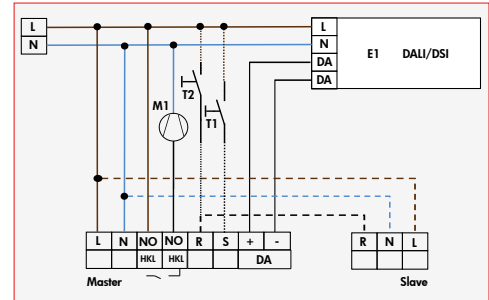 L
N
L
N
DA
DA
E1 DALI/DSI
M1
T2
T1
L N NO NO R S + -
HKL HKL DA
Master
R N L
Slave